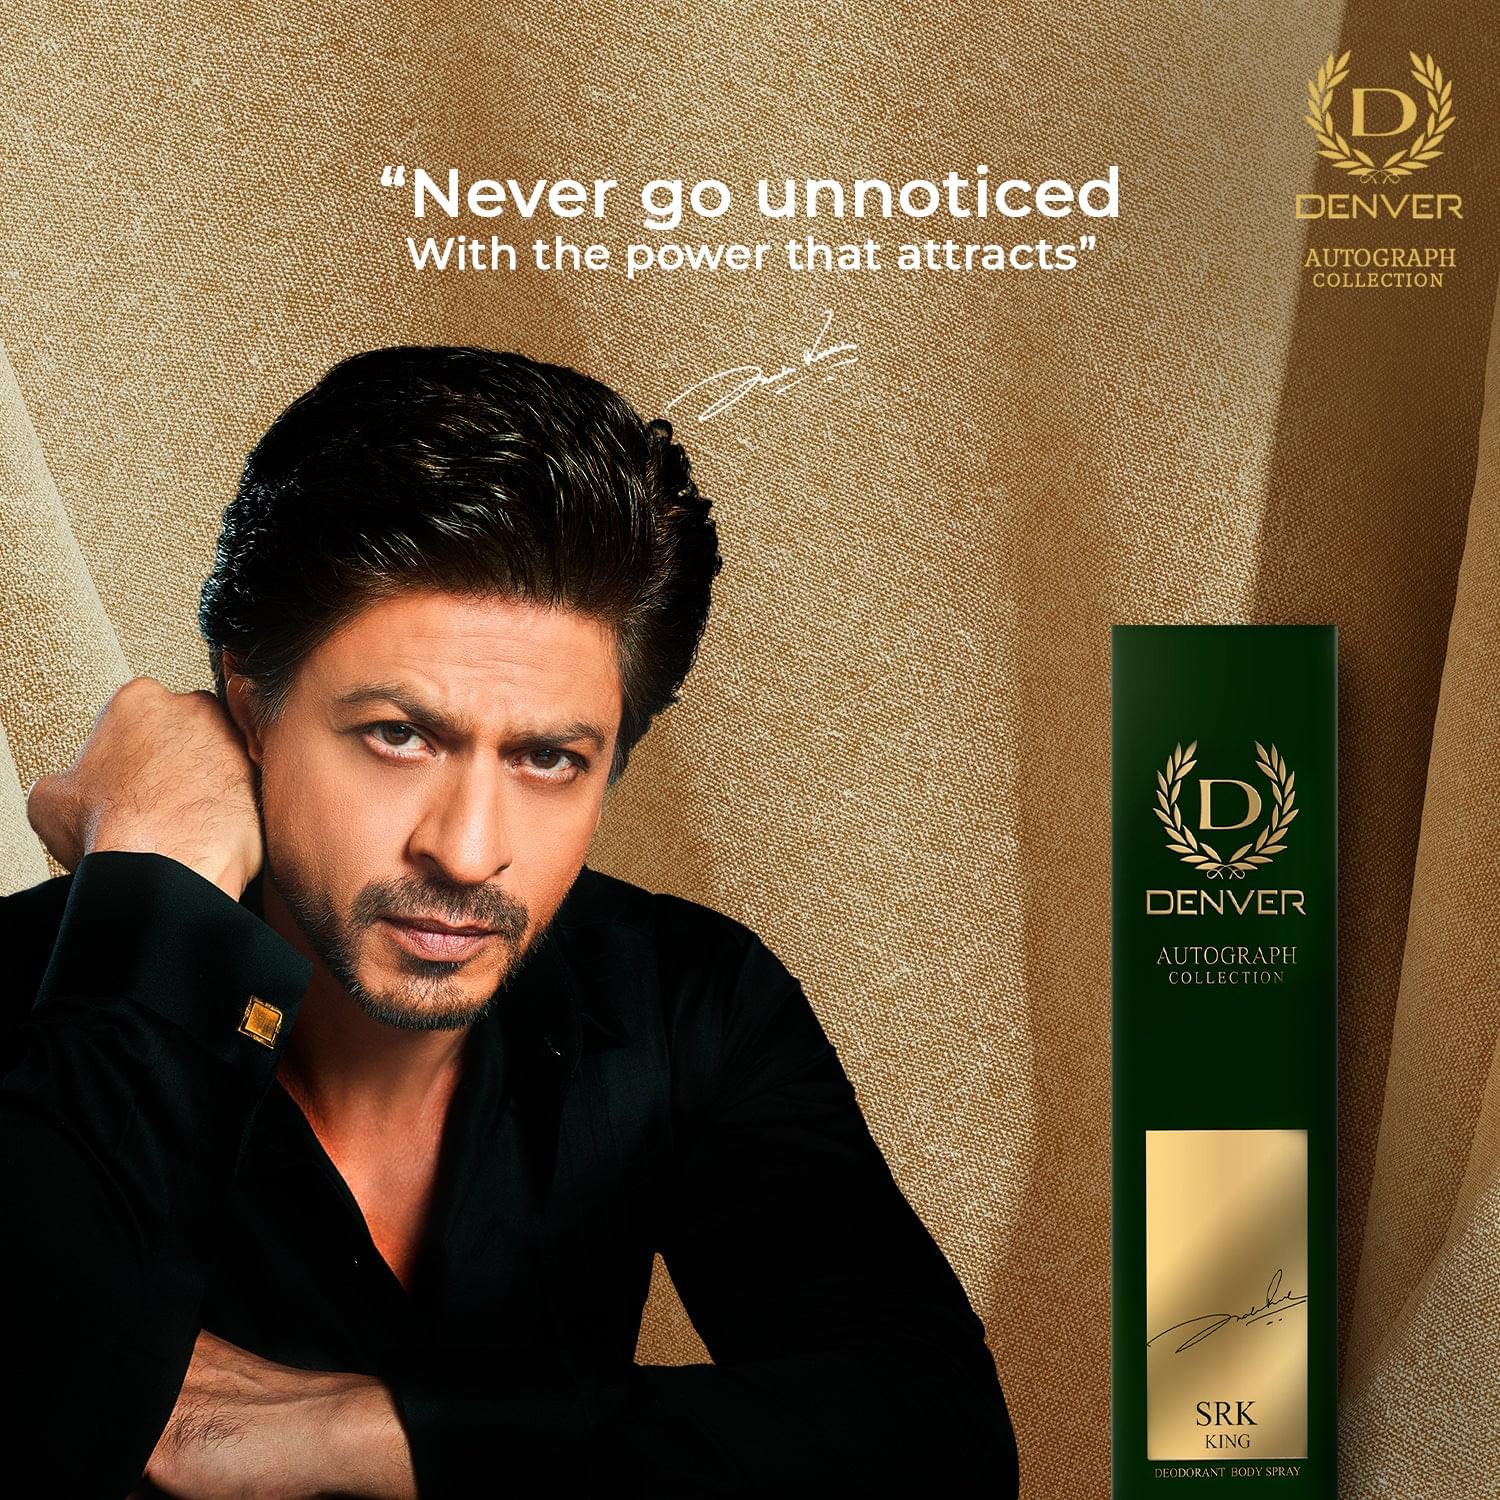 “Never go unnoticed
With the power that attracts”
D
DENVER
AUTOGRAPH
COLLECTION
D
DENVER
AUTOGRAPH
COLLECTION
SRK
KING
DEODORANT BODY SPRAY